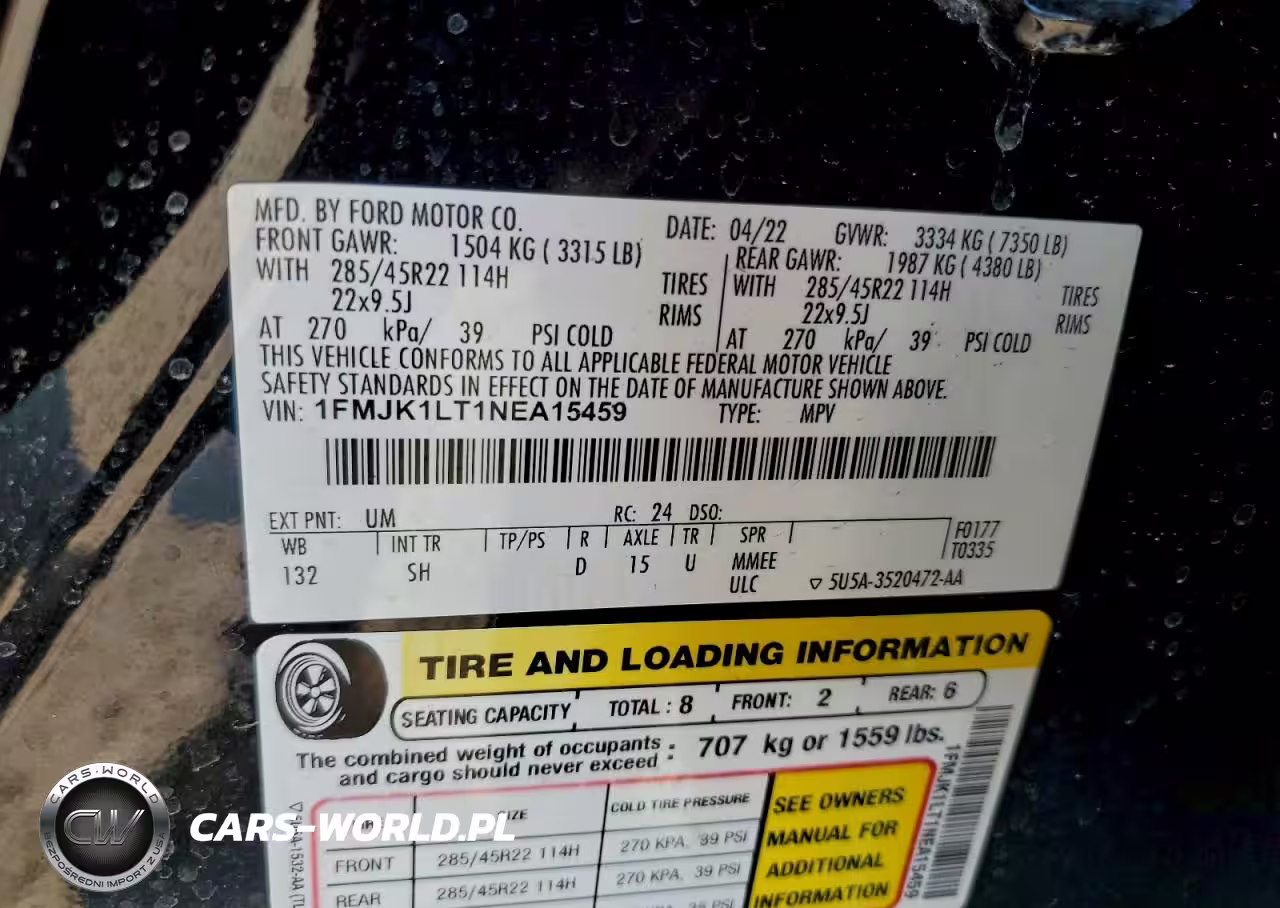 MFD. BY FORD MOTOR CO.
DATE: 04/22 GVWR: 3334 KG ( 7350 LB)
FRONT GAWR: 1504 KG ( 3315 LB)
REAR GAWR: 1987 KG ( 4380 LB)
WITH 285/45R22 114H TIRES
WITH 285/45R22 114H TIRES
22x9.5J RIMS
22x9.5J RIMS
AT 270 kPa/ 39 PSI COLD
AT 270 kPa/ 39 PSI COLD
THIS VEHICLE CONFORMS TO ALL APPLICABLE FEDERAL MOTOR VEHICLE
SAFETY STANDARDS IN EFFECT ON THE DATE OF MANUFACTURE SHOWN ABOVE.
VIN: 1FMJK1LT1NEA15459 TYPE: MPV
EXT PNT: UM RC: 24 DSO:
WB INT TR TP/PS R AXLE TR SPR F0177
T0335
132 SH D 15 U MMEE
ULC ▽ 5U5A-3520472-AA
TIRE AND LOADING INFORMATION
SEATING CAPACITY TOTAL : 8 FRONT: 2 REAR: 6
The combined weight of occupants : 707 kg or 1559 lbs.
and cargo should never exceed :
COLD TIRE PRESSURE
FRONT 285/45R22 114H 270 KPA, 39 PSI
REAR 285/45R22 114H 270 KPA, 39 PSI
SEE OWNERS
MANUAL FOR
ADDITIONAL
INFORMATION
1FMJK1LT1NEA15459
CARS-WORLD
CW
BEZPOŚREDNI IMPORT Z USA
CARS-WORLD.PL